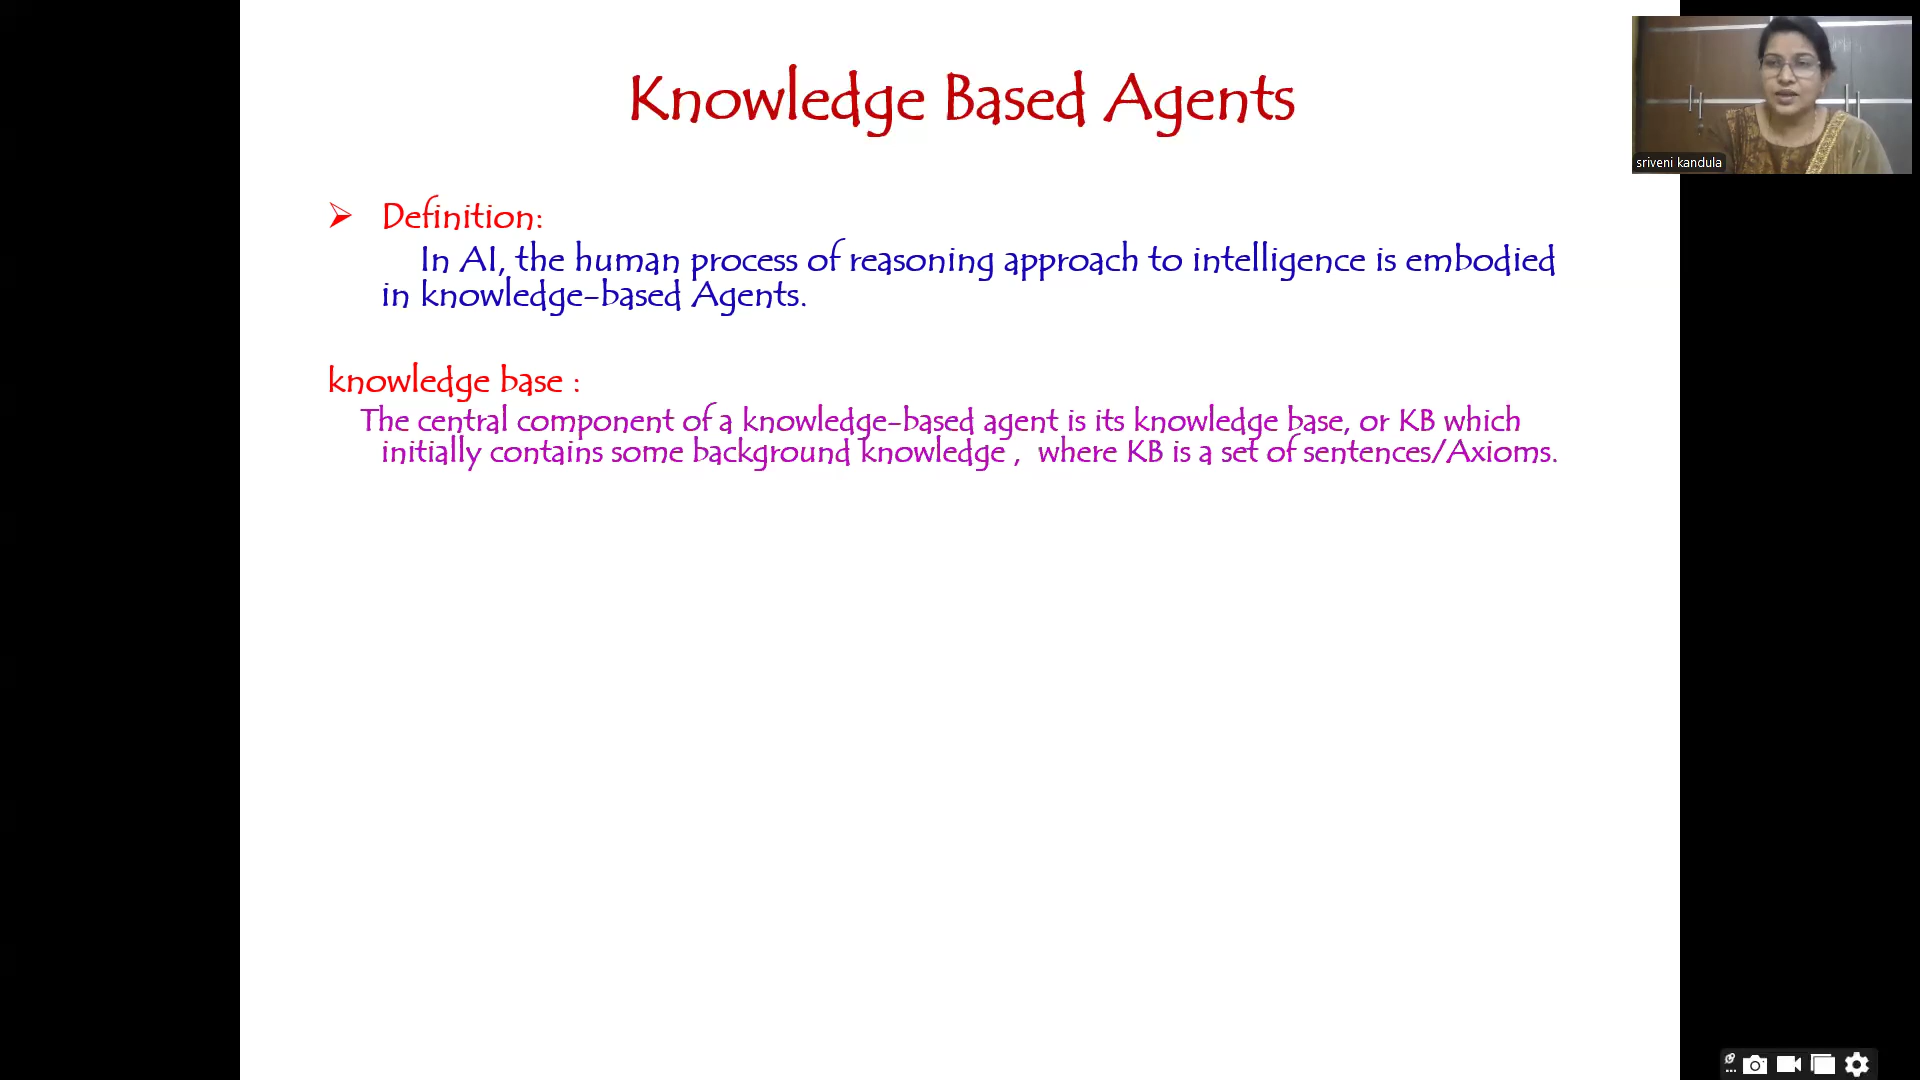 Knowledge Based Agents
sriveni kandula
➢ Definition:
In AI, the human process of reasoning approach to intelligence is embodied
in knowledge-based Agents.
knowledge base :
The central component of a knowledge-based agent is its knowledge base, or KB which
initially contains some background knowledge , where KB is a set of sentences/Axioms.